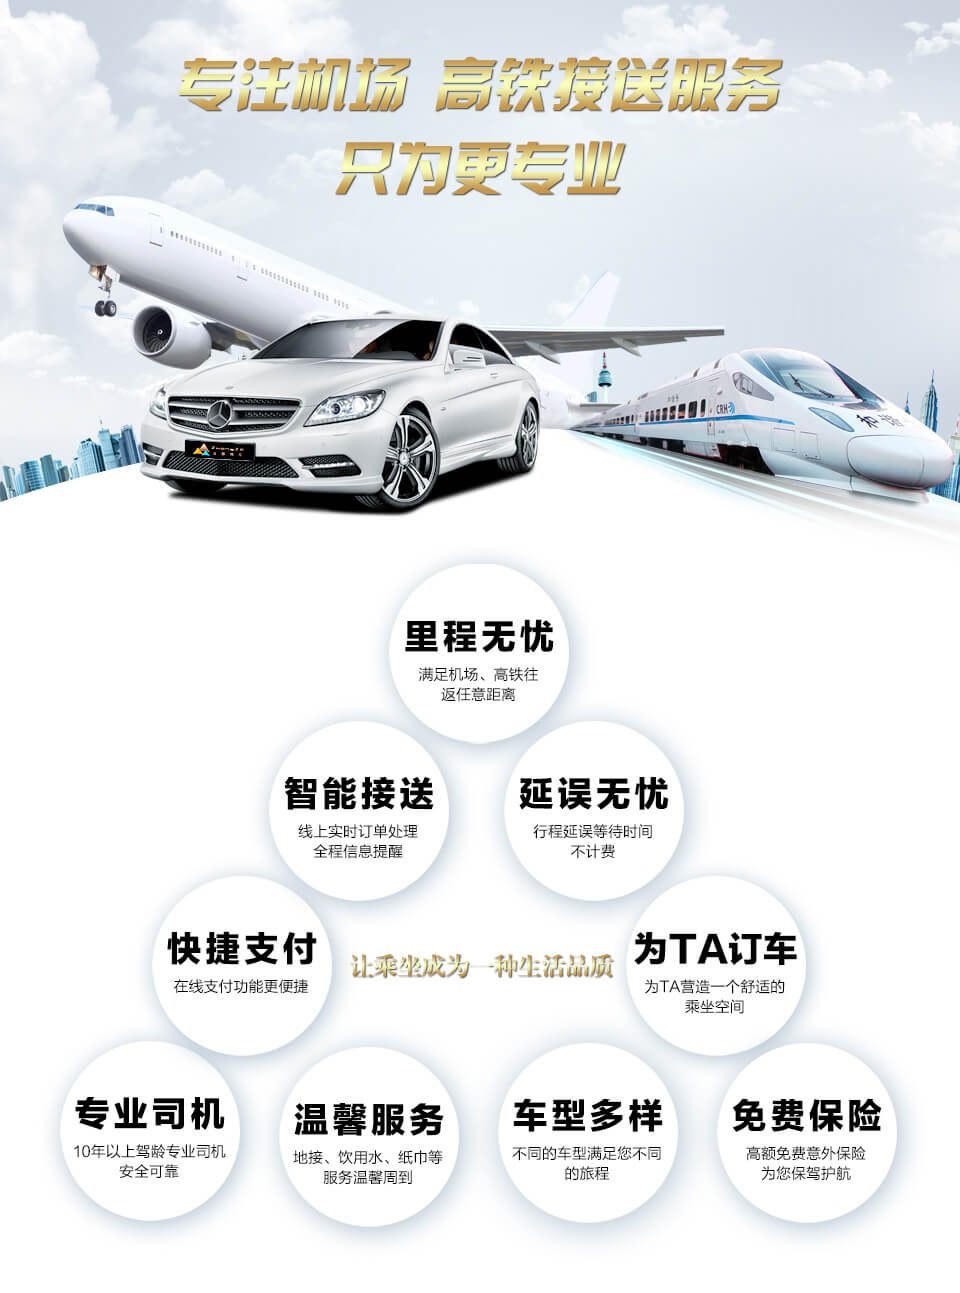 专注机场 高铁接送服务
只为更专业
CRH
和谐
里程无忧
满足机场、高铁往
返任意距离
智能接送
线上实时订单处理
全程信息提醒
延误无忧
行程延误等待时间
不计费
快捷支付
在线支付功能更便捷
让乘坐成为一种生活品质
为TA订车
为TA营造一个舒适的
乘坐空间
专业司机
10年以上驾龄专业司机
安全可靠
温馨服务
地接、饮用水、纸巾等
服务温馨周到
车型多样
不同的车型满足您不同
的旅程
免费保险
高额免费意外保险
为您保驾护航